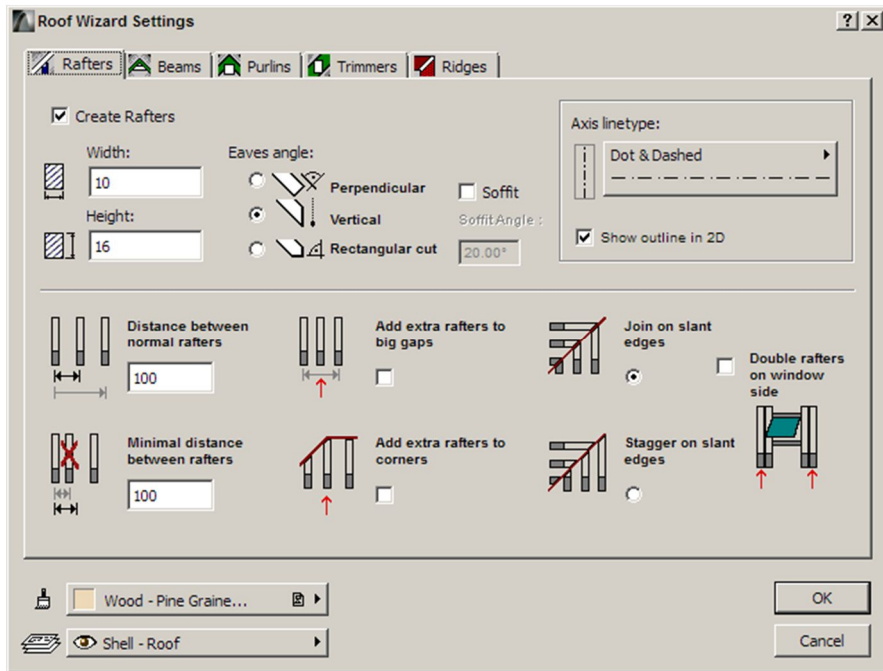 Roof Wizard Settings
Rafters
Beams
Purlins
Trimmers
Ridges
Create Rafters
Width:
10
Height:
16
Eaves angle:
Perpendicular
Vertical
Rectangular cut
Soffit
Soffit Angle :
20.00°
Axis linetype:
Dot & Dashed
Show outline in 2D
Distance between
normal rafters
100
Add extra rafters to
big gaps
Join on slant
edges
Double rafters
on window
side
Minimal distance
between rafters
100
Add extra rafters to
corners
Stagger on slant
edges
Wood - Pine Graine...
Shell - Roof
OK
Cancel